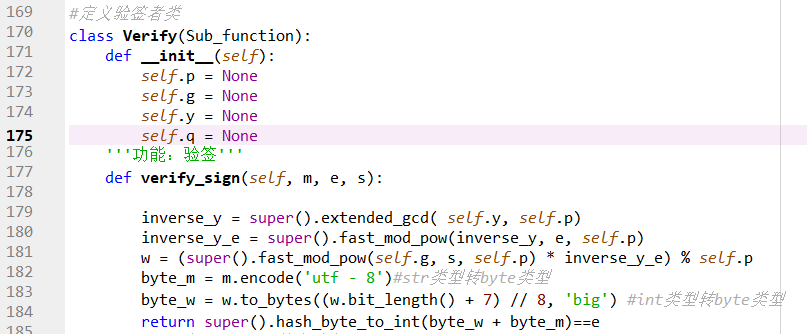 169 #定义验签者类
170 class Verify(Sub_function):
171 def __init__(self):
172 self.p = None
173 self.g = None
174 self.y = None
175 self.q = None
176 '''功能：验签'''
177 def verify_sign(self, m, e, s):
178
179 inverse_y = super().extended_gcd( self.y, self.p)
180 inverse_y_e = super().fast_mod_pow(inverse_y, e, self.p)
181 w = (super().fast_mod_pow(self.g, s, self.p) * inverse_y_e) % self.p
182 byte_m = m.encode('utf - 8')#str类型转byte类型
183 byte_w = w.to_bytes((w.bit_length() + 7) // 8, 'big') #int类型转byte类型
184 return super().hash_byte_to_int(byte_w + byte_m)==e
185